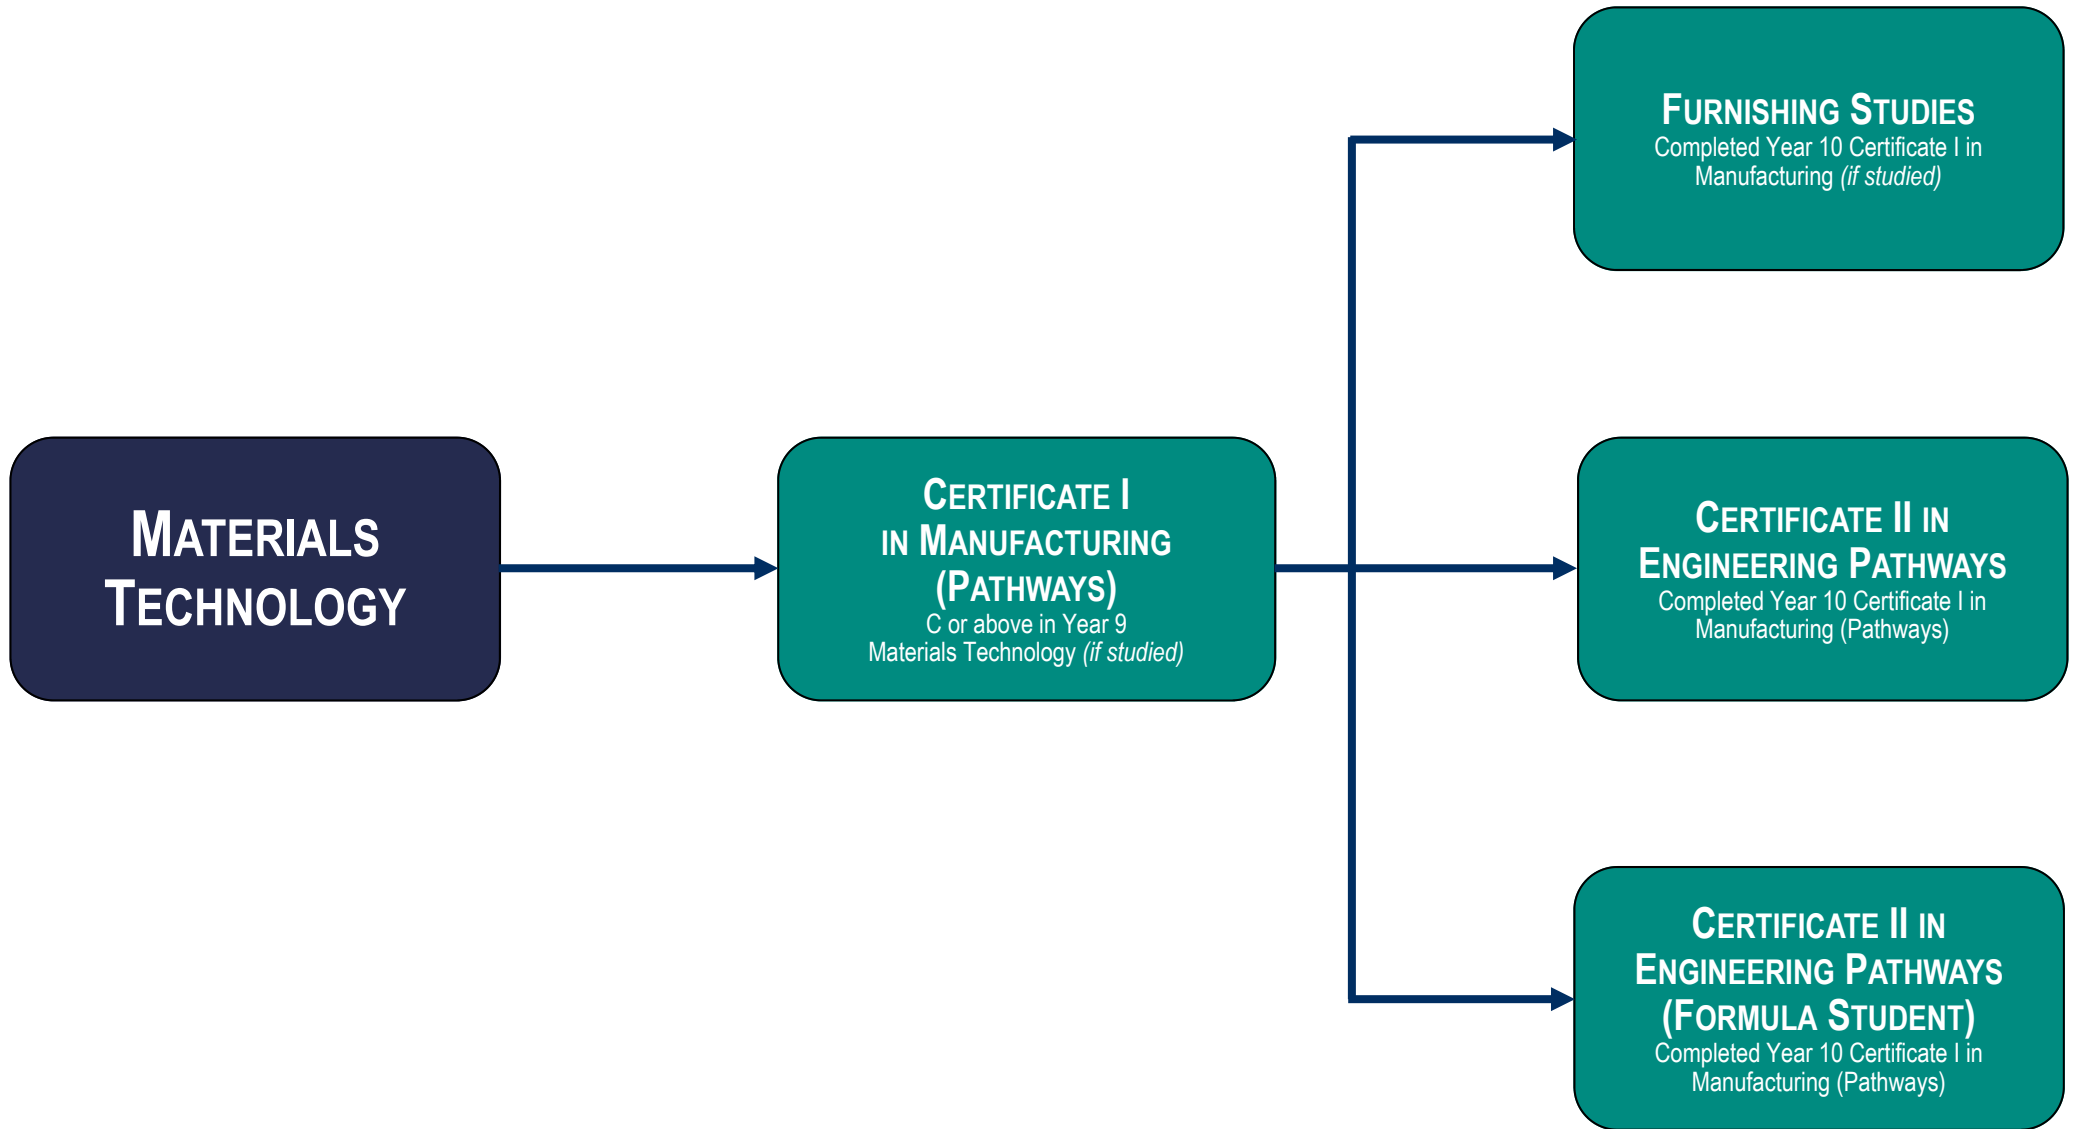 MATERIALS
TECHNOLOGY
CERTIFICATE I
IN MANUFACTURING
(PATHWAYS)
C or above in Year 9
Materials Technology (if studied)
FURNISHING STUDIES
Completed Year 10 Certificate I in
Manufacturing (if studied)
CERTIFICATE II IN
ENGINEERING PATHWAYS
Completed Year 10 Certificate I in
Manufacturing (Pathways)
CERTIFICATE II IN
ENGINEERING PATHWAYS
(FORMULA STUDENT)
Completed Year 10 Certificate I in
Manufacturing (Pathways)